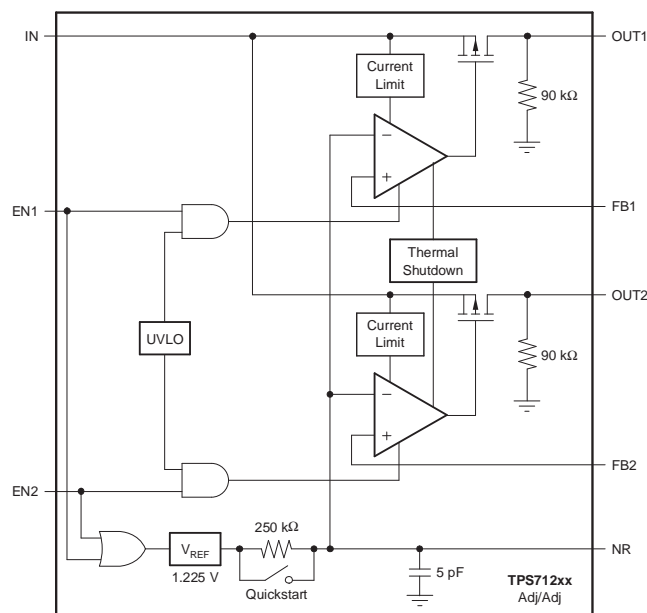 IN
OUT1
Current
Limit
90 kΩ
−
+
EN1
FB1
Thermal
Shutdown
OUT2
UVLO
Current
Limit
90 kΩ
−
+
FB2
EN2
250 kΩ
VREF
NR
1.225 V
Quickstart
5 pF
TPS712xx
Adj/Adj